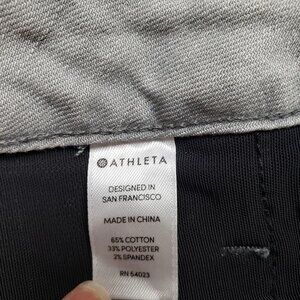 ATHLETA
DESIGNED IN
SAN FRANCISCO
MADE IN CHINA
65% COTTON
33% POLYESTER
2% SPANDEX
RN 54023